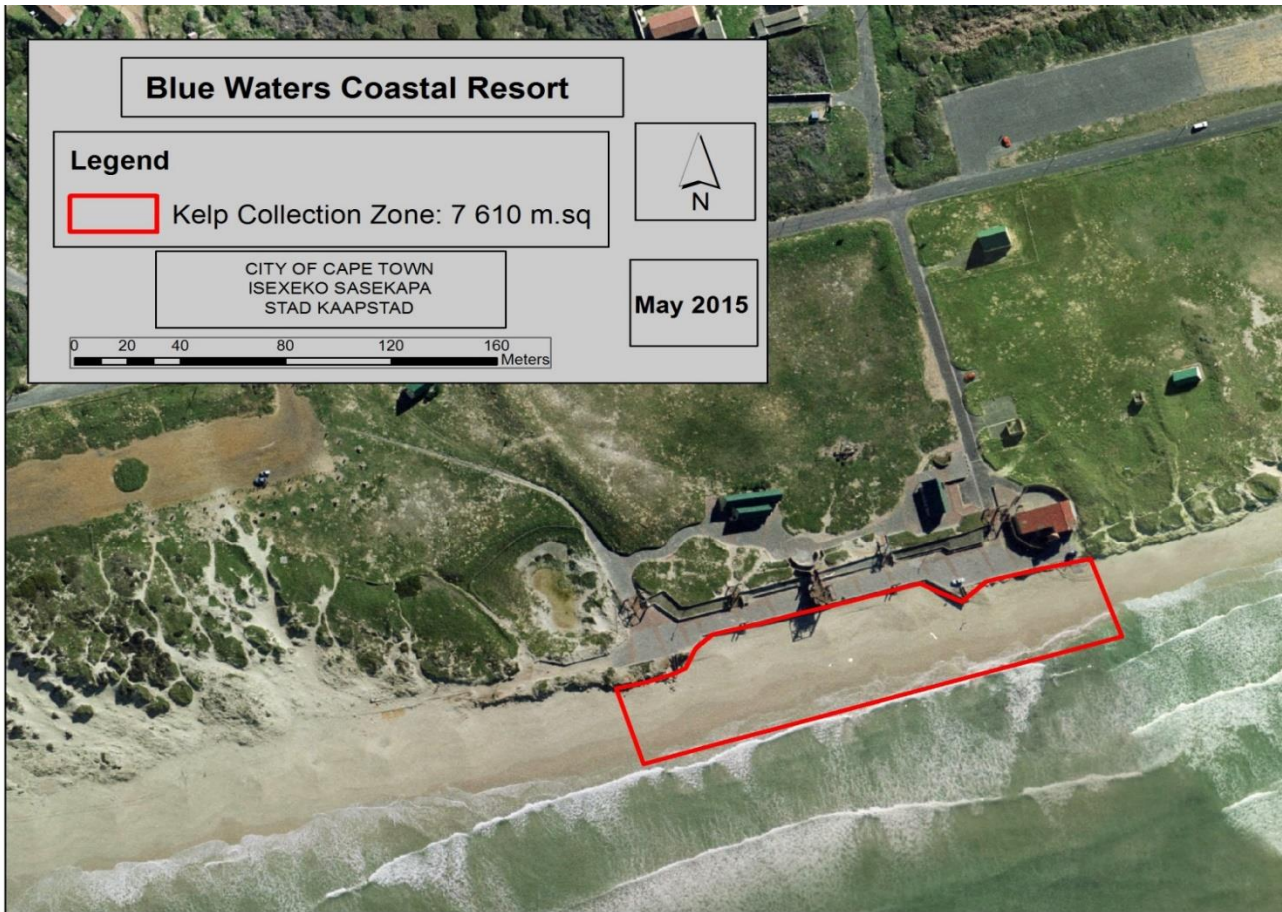 Blue Waters Coastal Resort
Legend
Kelp Collection Zone: 7 610 m.sq
N
CITY OF CAPE TOWN
ISEXEKO SASEKAPA
STAD KAAPSTAD
May 2015
0 20 40 80 120 160
Meters